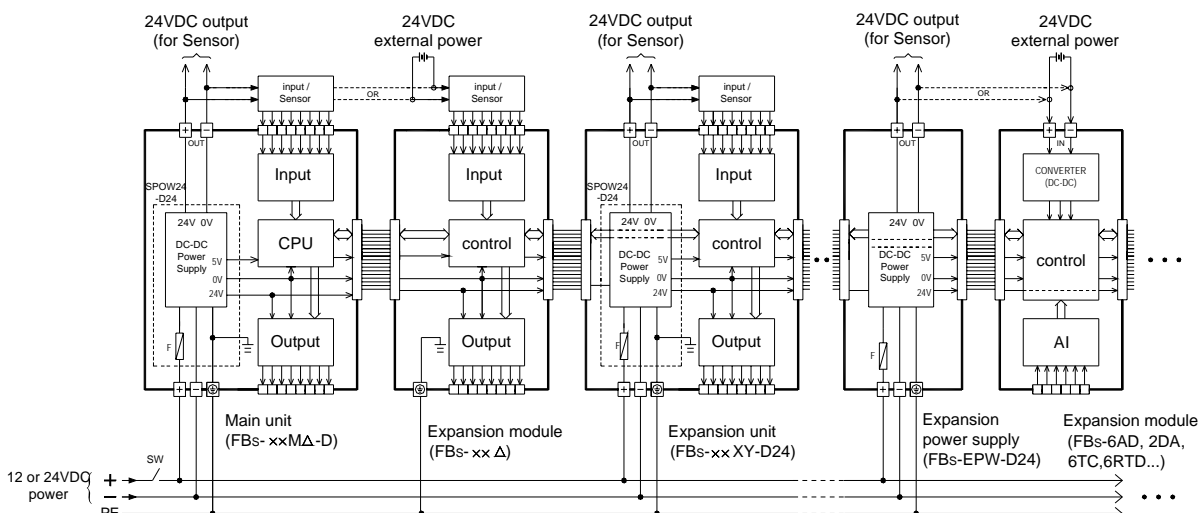 24VDC output
(for Sensor)
24VDC
external power
24VDC output
(for Sensor)
24VDC output
(for Sensor)
24VDC
external power
input /
Sensor
OR
input /
Sensor
input /
Sensor
OR
+ −
OUT
+ −
OUT
+ −
OUT
+ −
IN
SPOW24
-D24
Input
Input
SPOW24
-D24
Input
CONVERTER
(DC-DC)
24V 0V
DC-DC
Power
Supply
5V
0V
24V
CPU
control
24V 0V
DC-DC
Power
Supply
5V
0V
24V
control
24V 0V
DC-DC
Power
Supply
5V
0V
24V
control
F
Output
Output
F
Output
F
AI
+ −
+ −
+ −
Main unit
(FBs-××MΔ-D)
Expansion module
(FBs-××Δ)
Expansion unit
(FBs-××XY-D24)
Expansion
power supply
(FBs-EPW-D24)
Expansion module
(FBs-6AD, 2DA,
6TC,6RTD...)
12 or 24VDC
power
+
SW
−
PE